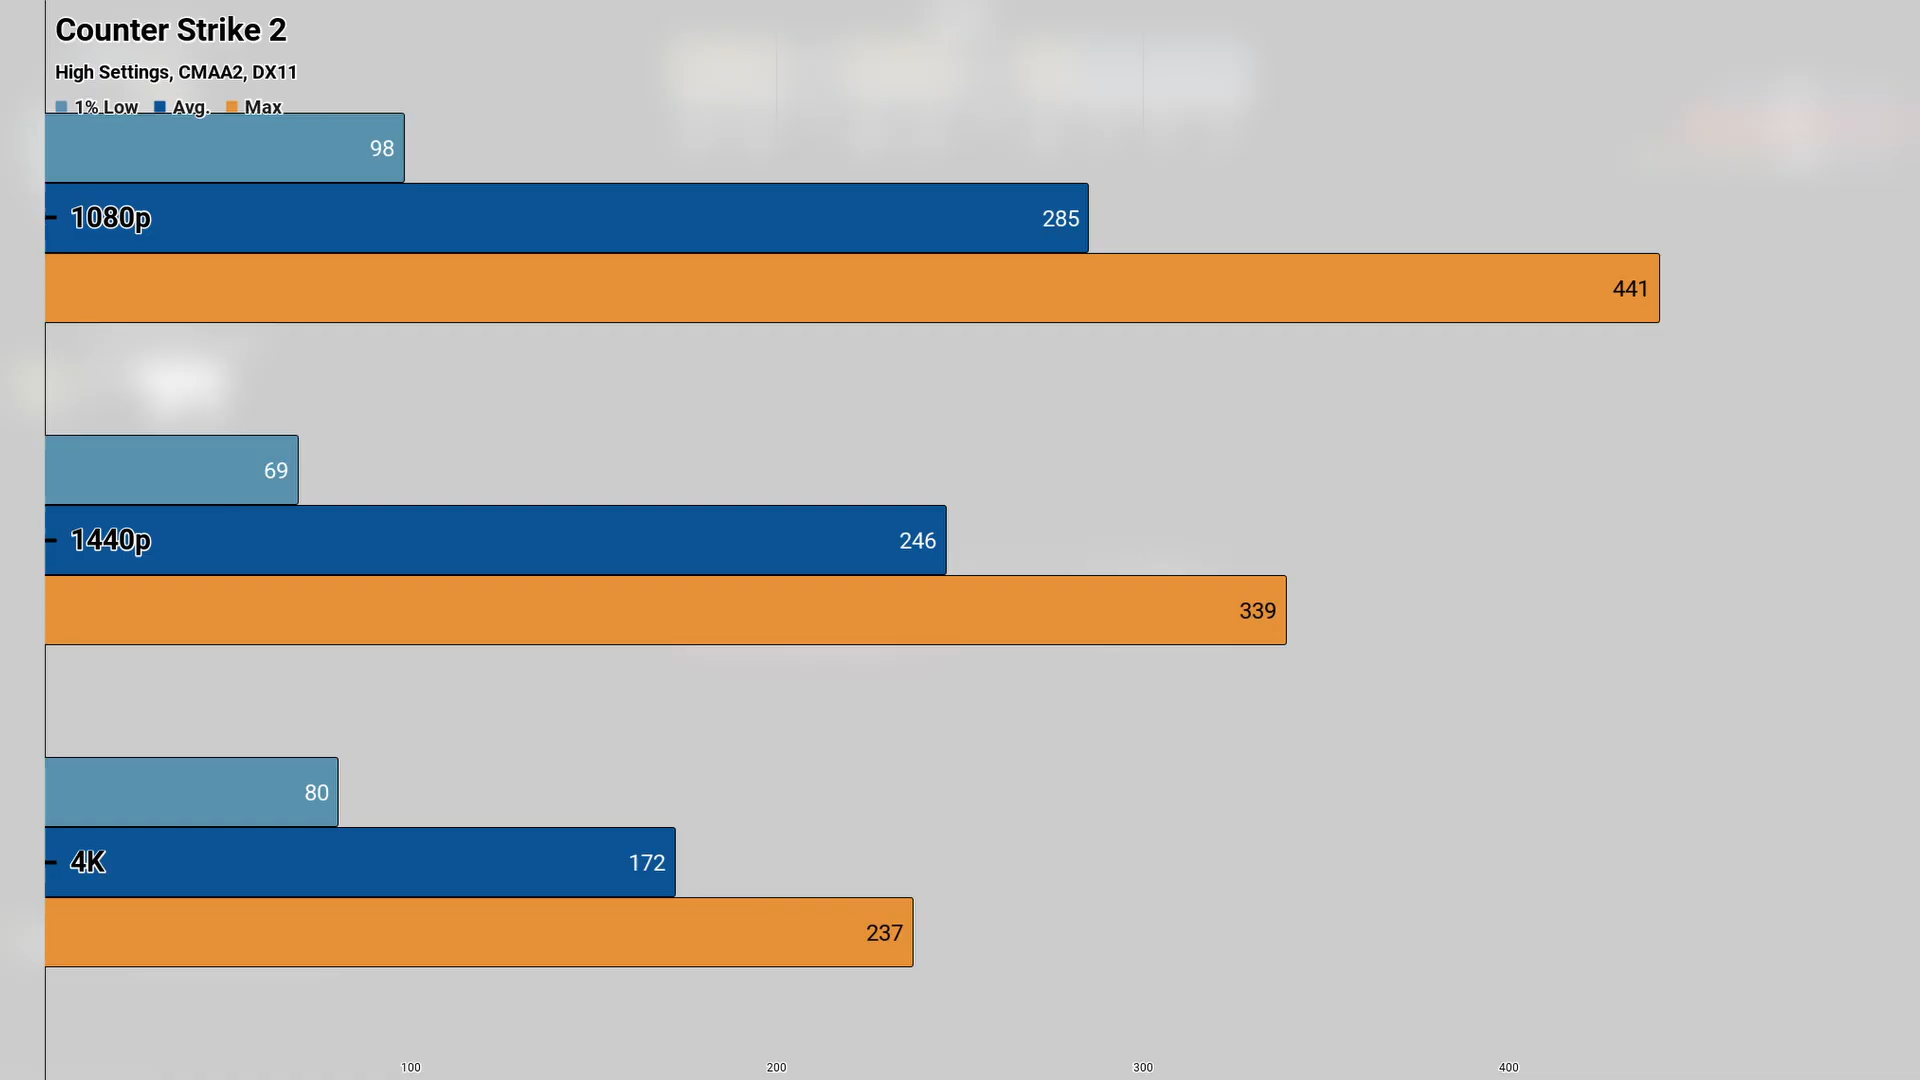 Counter Strike 2
High Settings, CMAA2, DX11
1% Low Avg. Max
98
1080p 285
441
69
1440p 246
339
80
4K 172
237
100 200 300 400